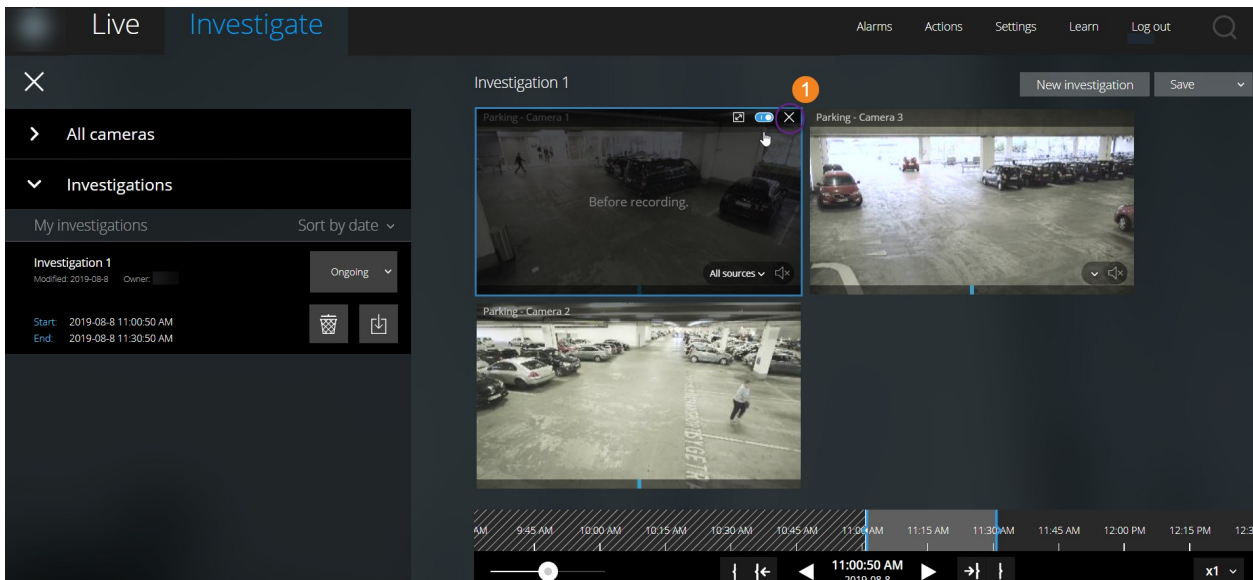 Live Investigate Alarms Actions Settings Learn Log out
Investigation 1 New investigation Save
1
All cameras
Investigations
My investigations Sort by date
Investigation 1
Modified: 2019-08-8 Owner:
Ongoing
Start: 2019-08-8 11:00:50 AM
End: 2019-08-8 11:30:50 AM
Parking - Camera 1
Before recording.
All sources
Parking - Camera 3
Parking - Camera 2
AM 9:45 AM 10:00 AM 10:15 AM 10:30 AM 10:45 AM 11:00 AM 11:15 AM 11:30 AM 11:45 AM 12:00 PM 12:15 PM 12:3
11:00:50 AM
2019-08-8
x1